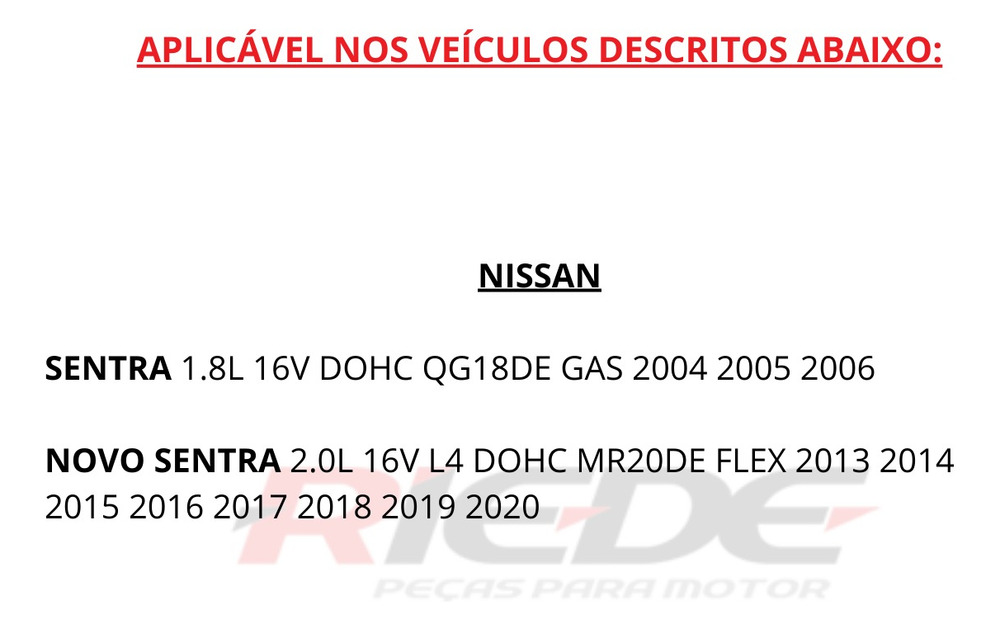 APLICÁVEL NOS VEÍCULOS DESCRITOS ABAIXO:
NISSAN
SENTRA 1.8L 16V DOHC QG18DE GAS 2004 2005 2006
NOVO SENTRA 2.0L 16V L4 DOHC MR20DE FLEX 2013 2014
2015 2016 2017 2018 2019 2020
RIEDE
PEÇAS PARA MOTOR